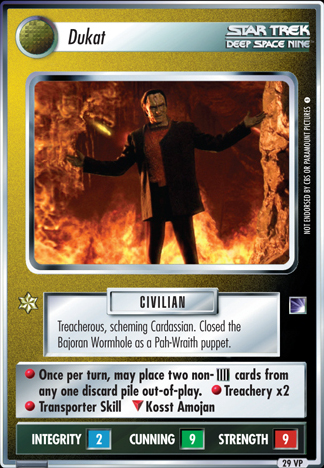 Dukat
STAR TREK
DEEP SPACE NINE
NOT ENDORSED BY CBS OR PARAMOUNT PICTURES
CIVILIAN
Treacherous, scheming Cardassian. Closed the
Bajoran Wormhole as a Pah-Wraith puppet.
• Once per turn, may place two non- cards from
any one discard pile out-of-play. • Treachery x2
• Transporter Skill ▼ Kosst Amojan
INTEGRITY 2 CUNNING 9 STRENGTH 9
29 VP